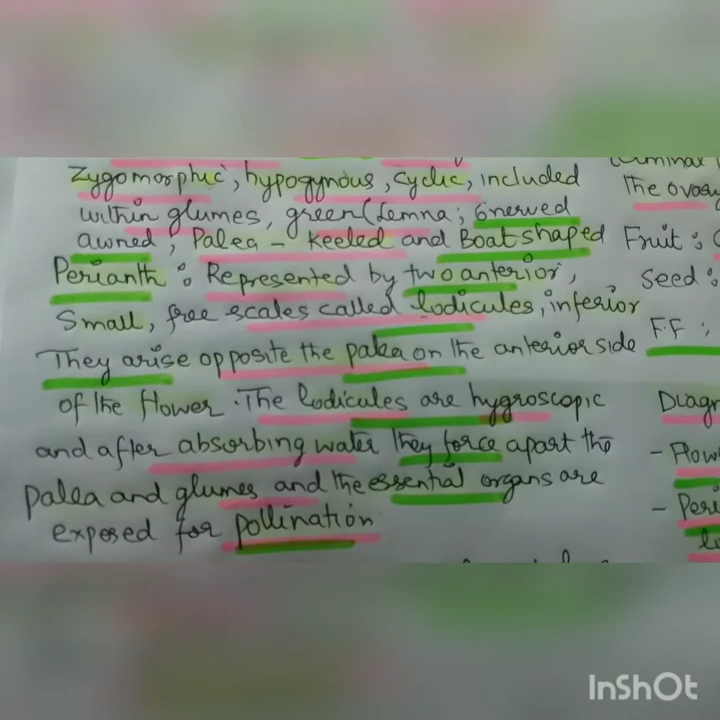 Zygomorphic, hypogynous, cyclic, included
within glumes, green (Lemna; 6nerved
awned, Palea - keeled and Boat shaped
Perianth : Represented by two anterior,
Small, free scales called lodicules, inferior
They arise opposite the palea on the anterior side
of the flower. The lodicules are hygroscopic
and after absorbing water they force apart the
palea and glumes and the essential organs are
exposed for pollination
the ovary
Fruit :
Seed :
F.F :
Diagn
- Flow
- Peri
InShOt